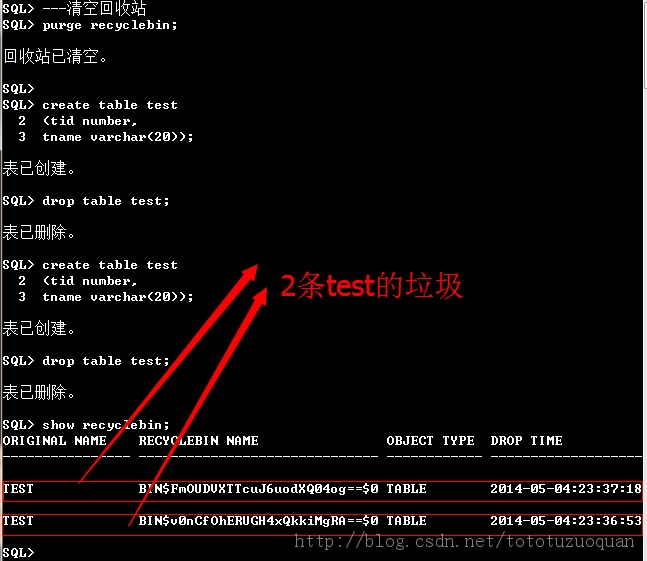 SQL> ---清空回收站
SQL> purge recyclebin;
回收站已清空。
SQL>
SQL> create table test
2 (tid number,
3 tname varchar(20));
表已创建。
SQL> drop table test;
表已删除。
SQL> create table test
2 (tid number,
3 tname varchar(20));
2条test的垃圾
表已创建。
SQL> drop table test;
表已删除。
SQL> show recyclebin;
ORIGINAL NAME RECYCLEBIN NAME OBJECT TYPE DROP TIME
---------------- ------------------------------ ------------ -------------------
TEST BIN$FmOUDVXTTcuJ6uodXQ04og==$0 TABLE 2014-05-04:23:37:18
TEST BIN$v0nCfOhERUGH4xQkkiMgRA==$0 TABLE 2014-05-04:23:36:53
SQL>
http://blog.csdn.net/tototuzuoquan